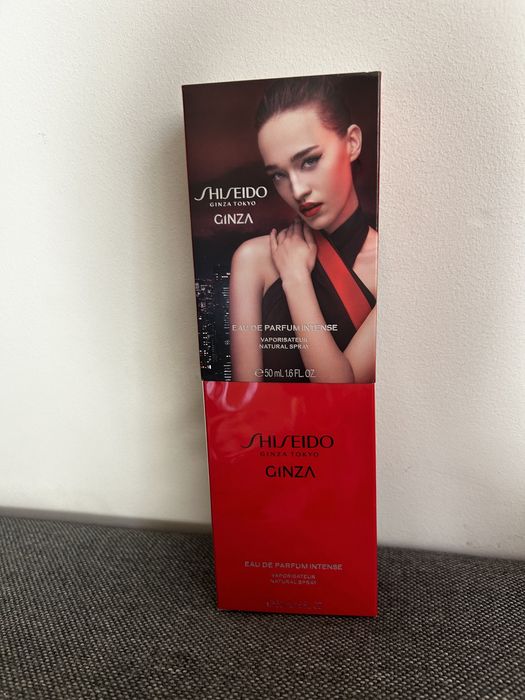 SHISEIDO
GINZA TOKYO
GINZA
EAU DE PARFUM INTENSE
VAPORISATEUR
NATURAL SPRAY
℮50 mL 1.6 FL. OZ.
SHISEIDO
GINZA TOKYO
GINZA
EAU DE PARFUM INTENSE
VAPORISATEUR
NATURAL SPRAY